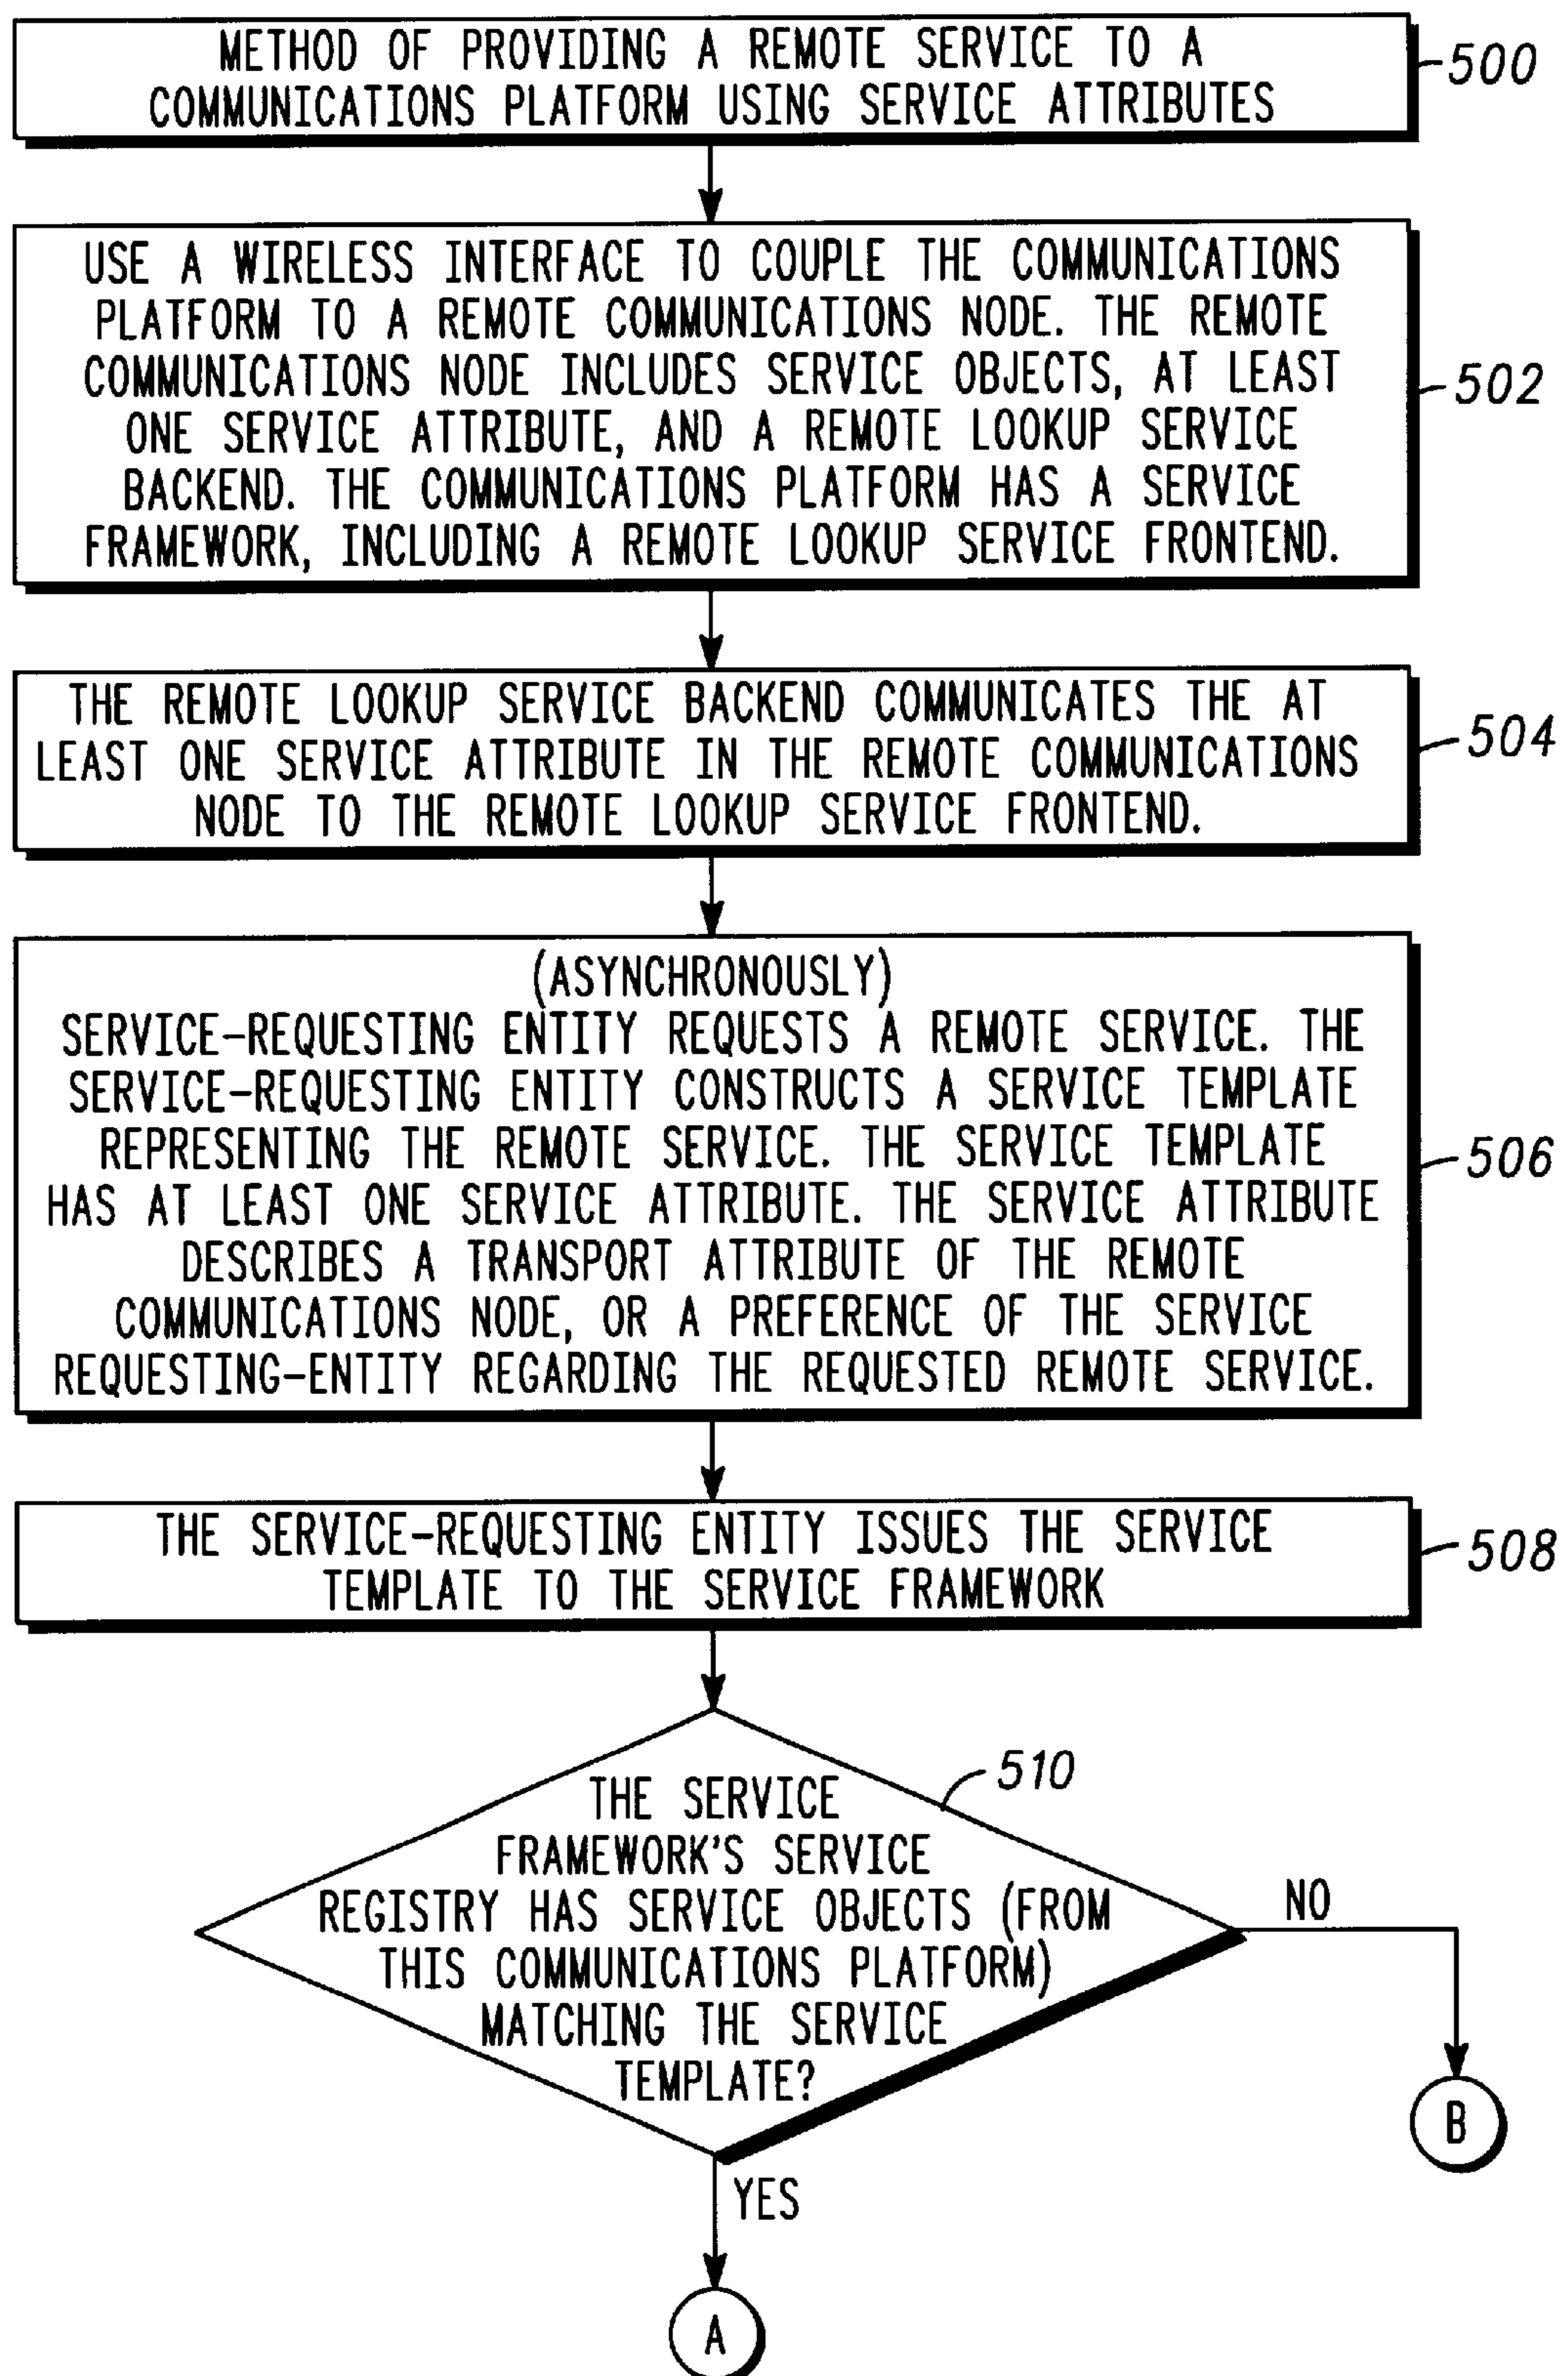 METHOD OF PROVIDING A REMOTE SERVICE TO A
COMMUNICATIONS PLATFORM USING SERVICE ATTRIBUTES
500
USE A WIRELESS INTERFACE TO COUPLE THE COMMUNICATIONS
PLATFORM TO A REMOTE COMMUNICATIONS NODE. THE REMOTE
COMMUNICATIONS NODE INCLUDES SERVICE OBJECTS, AT LEAST
ONE SERVICE ATTRIBUTE, AND A REMOTE LOOKUP SERVICE
BACKEND. THE COMMUNICATIONS PLATFORM HAS A SERVICE
FRAMEWORK, INCLUDING A REMOTE LOOKUP SERVICE FRONTEND.
502
THE REMOTE LOOKUP SERVICE BACKEND COMMUNICATES THE AT
LEAST ONE SERVICE ATTRIBUTE IN THE REMOTE COMMUNICATIONS
NODE TO THE REMOTE LOOKUP SERVICE FRONTEND.
504
(ASYNCHRONOUSLY)
SERVICE-REQUESTING ENTITY REQUESTS A REMOTE SERVICE. THE
SERVICE-REQUESTING ENTITY CONSTRUCTS A SERVICE TEMPLATE
REPRESENTING THE REMOTE SERVICE. THE SERVICE TEMPLATE
HAS AT LEAST ONE SERVICE ATTRIBUTE. THE SERVICE ATTRIBUTE
DESCRIBES A TRANSPORT ATTRIBUTE OF THE REMOTE
COMMUNICATIONS NODE, OR A PREFERENCE OF THE SERVICE
REQUESTING-ENTITY REGARDING THE REQUESTED REMOTE SERVICE.
506
THE SERVICE-REQUESTING ENTITY ISSUES THE SERVICE
TEMPLATE TO THE SERVICE FRAMEWORK
508
510
THE SERVICE
FRAMEWORK'S SERVICE
REGISTRY HAS SERVICE OBJECTS (FROM
THIS COMMUNICATIONS PLATFORM)
MATCHING THE SERVICE
TEMPLATE?
NO
B
YES
A